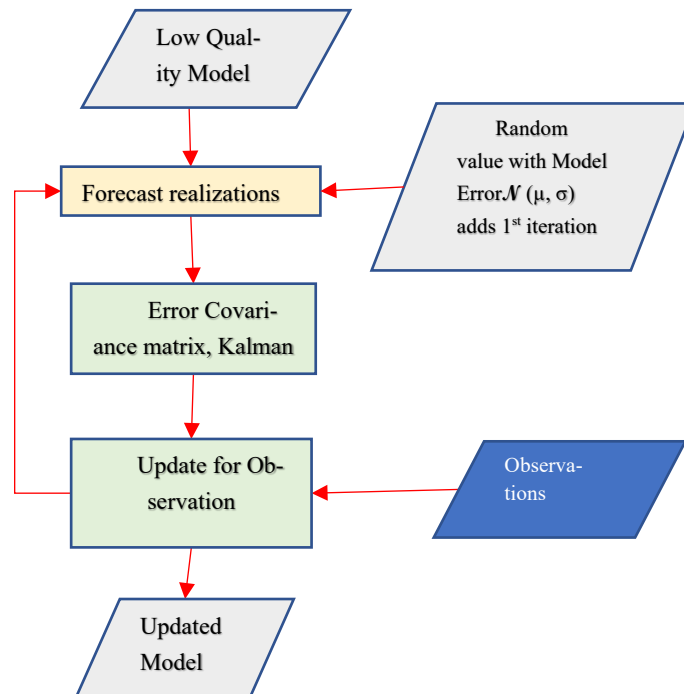 Low Qual-
ity Model
Random
value with Model
Error𝒩 (μ, σ)
adds 1st iteration
Forecast realizations
Error Covari-
ance matrix, Kalman
Update for Ob-
servation
Observa-
tions
Updated
Model